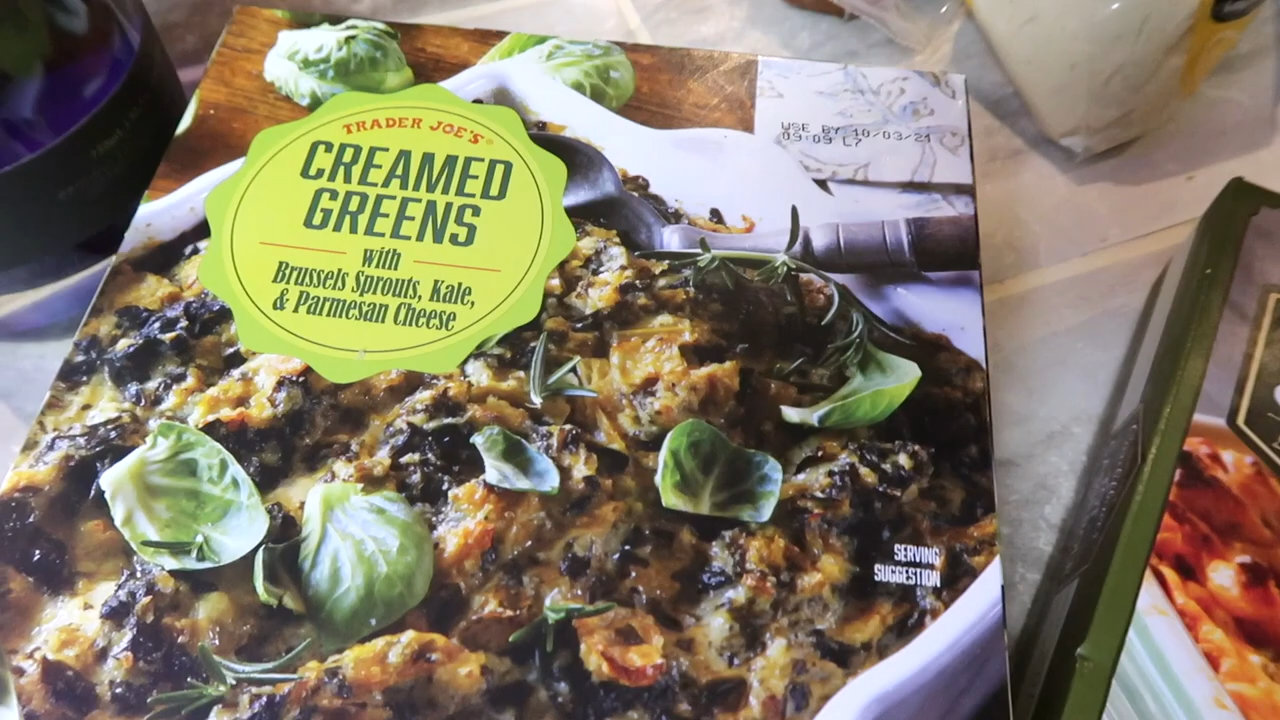 TRADER JOE'S®
CREAMED
GREENS
with
Brussels Sprouts, Kale,
& Parmesan Cheese
USE BY 10/03/21
09:09 L7
SERVING
SUGGESTION